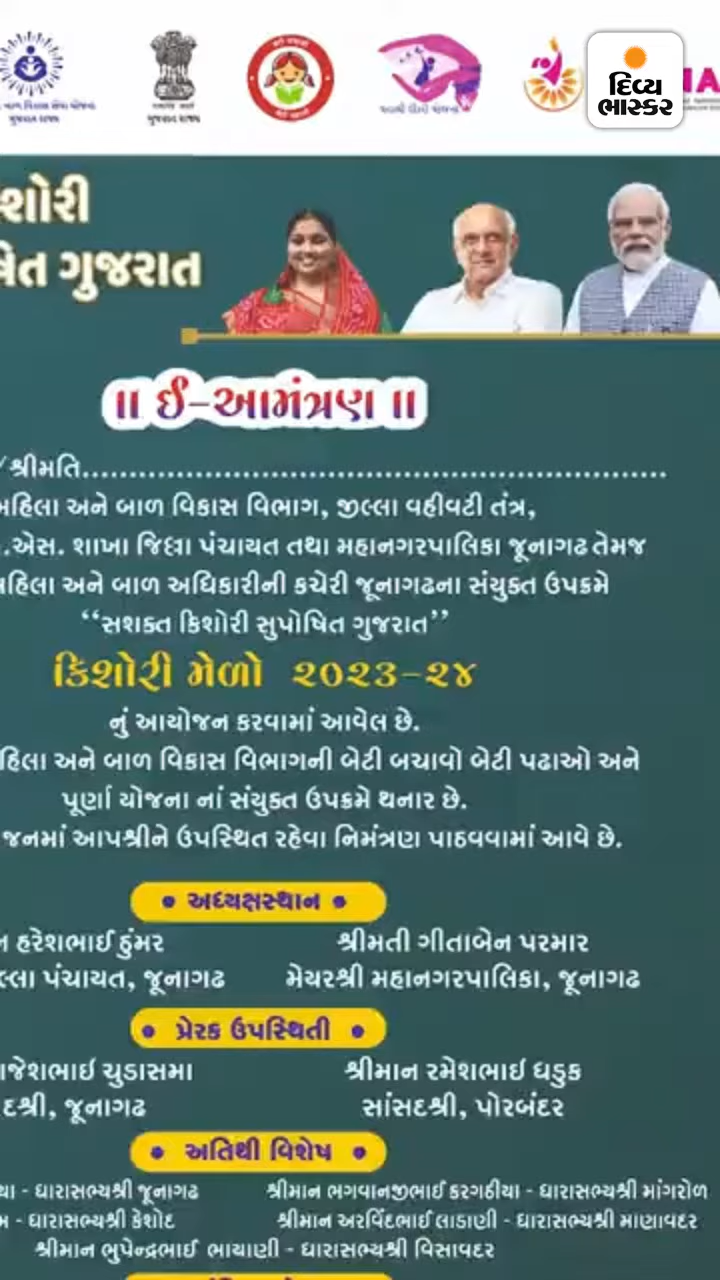 ગુજરાત રાજ્ય
ગુજરાત રાજ્ય
વ્હાલી દીકરી યોજના
દિવ્ય
ભાસ્કર
શોરી
ષિત ગુજરાત
॥ ઈ-આમંત્રણ ॥
/શ્રીમતિ.............................................................
મહિલા અને બાળ વિકાસ વિભાગ, જીલ્લા વહીવટી તંત્ર,
.એસ. શાખા જિલ્લા પંચાયત તથા મહાનગરપાલિકા જૂનાગઢ તેમજ
મહિલા અને બાળ અધિકારીની કચેરી જૂનાગઢના સંયુક્ત ઉપક્રમે
“સશક્ત કિશોરી સુપોષિત ગુજરાત”
કિશોરી મેળો ૨૦૨૩-૨૪
નું આયોજન કરવામાં આવેલ છે.
હિલા અને બાળ વિકાસ વિભાગની બેટી બચાવો બેટી પઢાઓ અને
પૂર્ણા યોજના નાં સંયુક્ત ઉપક્રમે થનાર છે.
જનમાં આપશ્રીને ઉપસ્થિત રહેવા નિમંત્રણ પાઠવવામાં આવે છે.
• અધ્યક્ષસ્થાન •
ન હરેશભાઈ ઠુંમર શ્રીમતી ગીતાબેન પરમાર
લ્લા પંચાયત, જૂનાગઢ મેયરશ્રી મહાનગરપાલિકા, જૂનાગઢ
• પ્રેરક ઉપસ્થિતી •
જેશભાઈ ચુડાસમા શ્રીમાન રમેશભાઈ ધડુક
દશ્રી, જૂનાગઢ સાંસદશ્રી, પોરબંદર
• અતિથી વિશેષ •
યા - ધારાસભ્યશ્રી જૂનાગઢ શ્રીમાન ભગવાનજીભાઈ કરગઠીયા - ધારાસભ્યશ્રી માંગરોળ
મ - ધારાસભ્યશ્રી કેશોદ શ્રીમાન અરવિંદભાઈ લાડાણી - ધારાસભ્યશ્રી માણાવદર
શ્રીમાન ભુપેન્દ્રભાઈ ભાયાણી - ધારાસભ્યશ્રી વિસાવદર